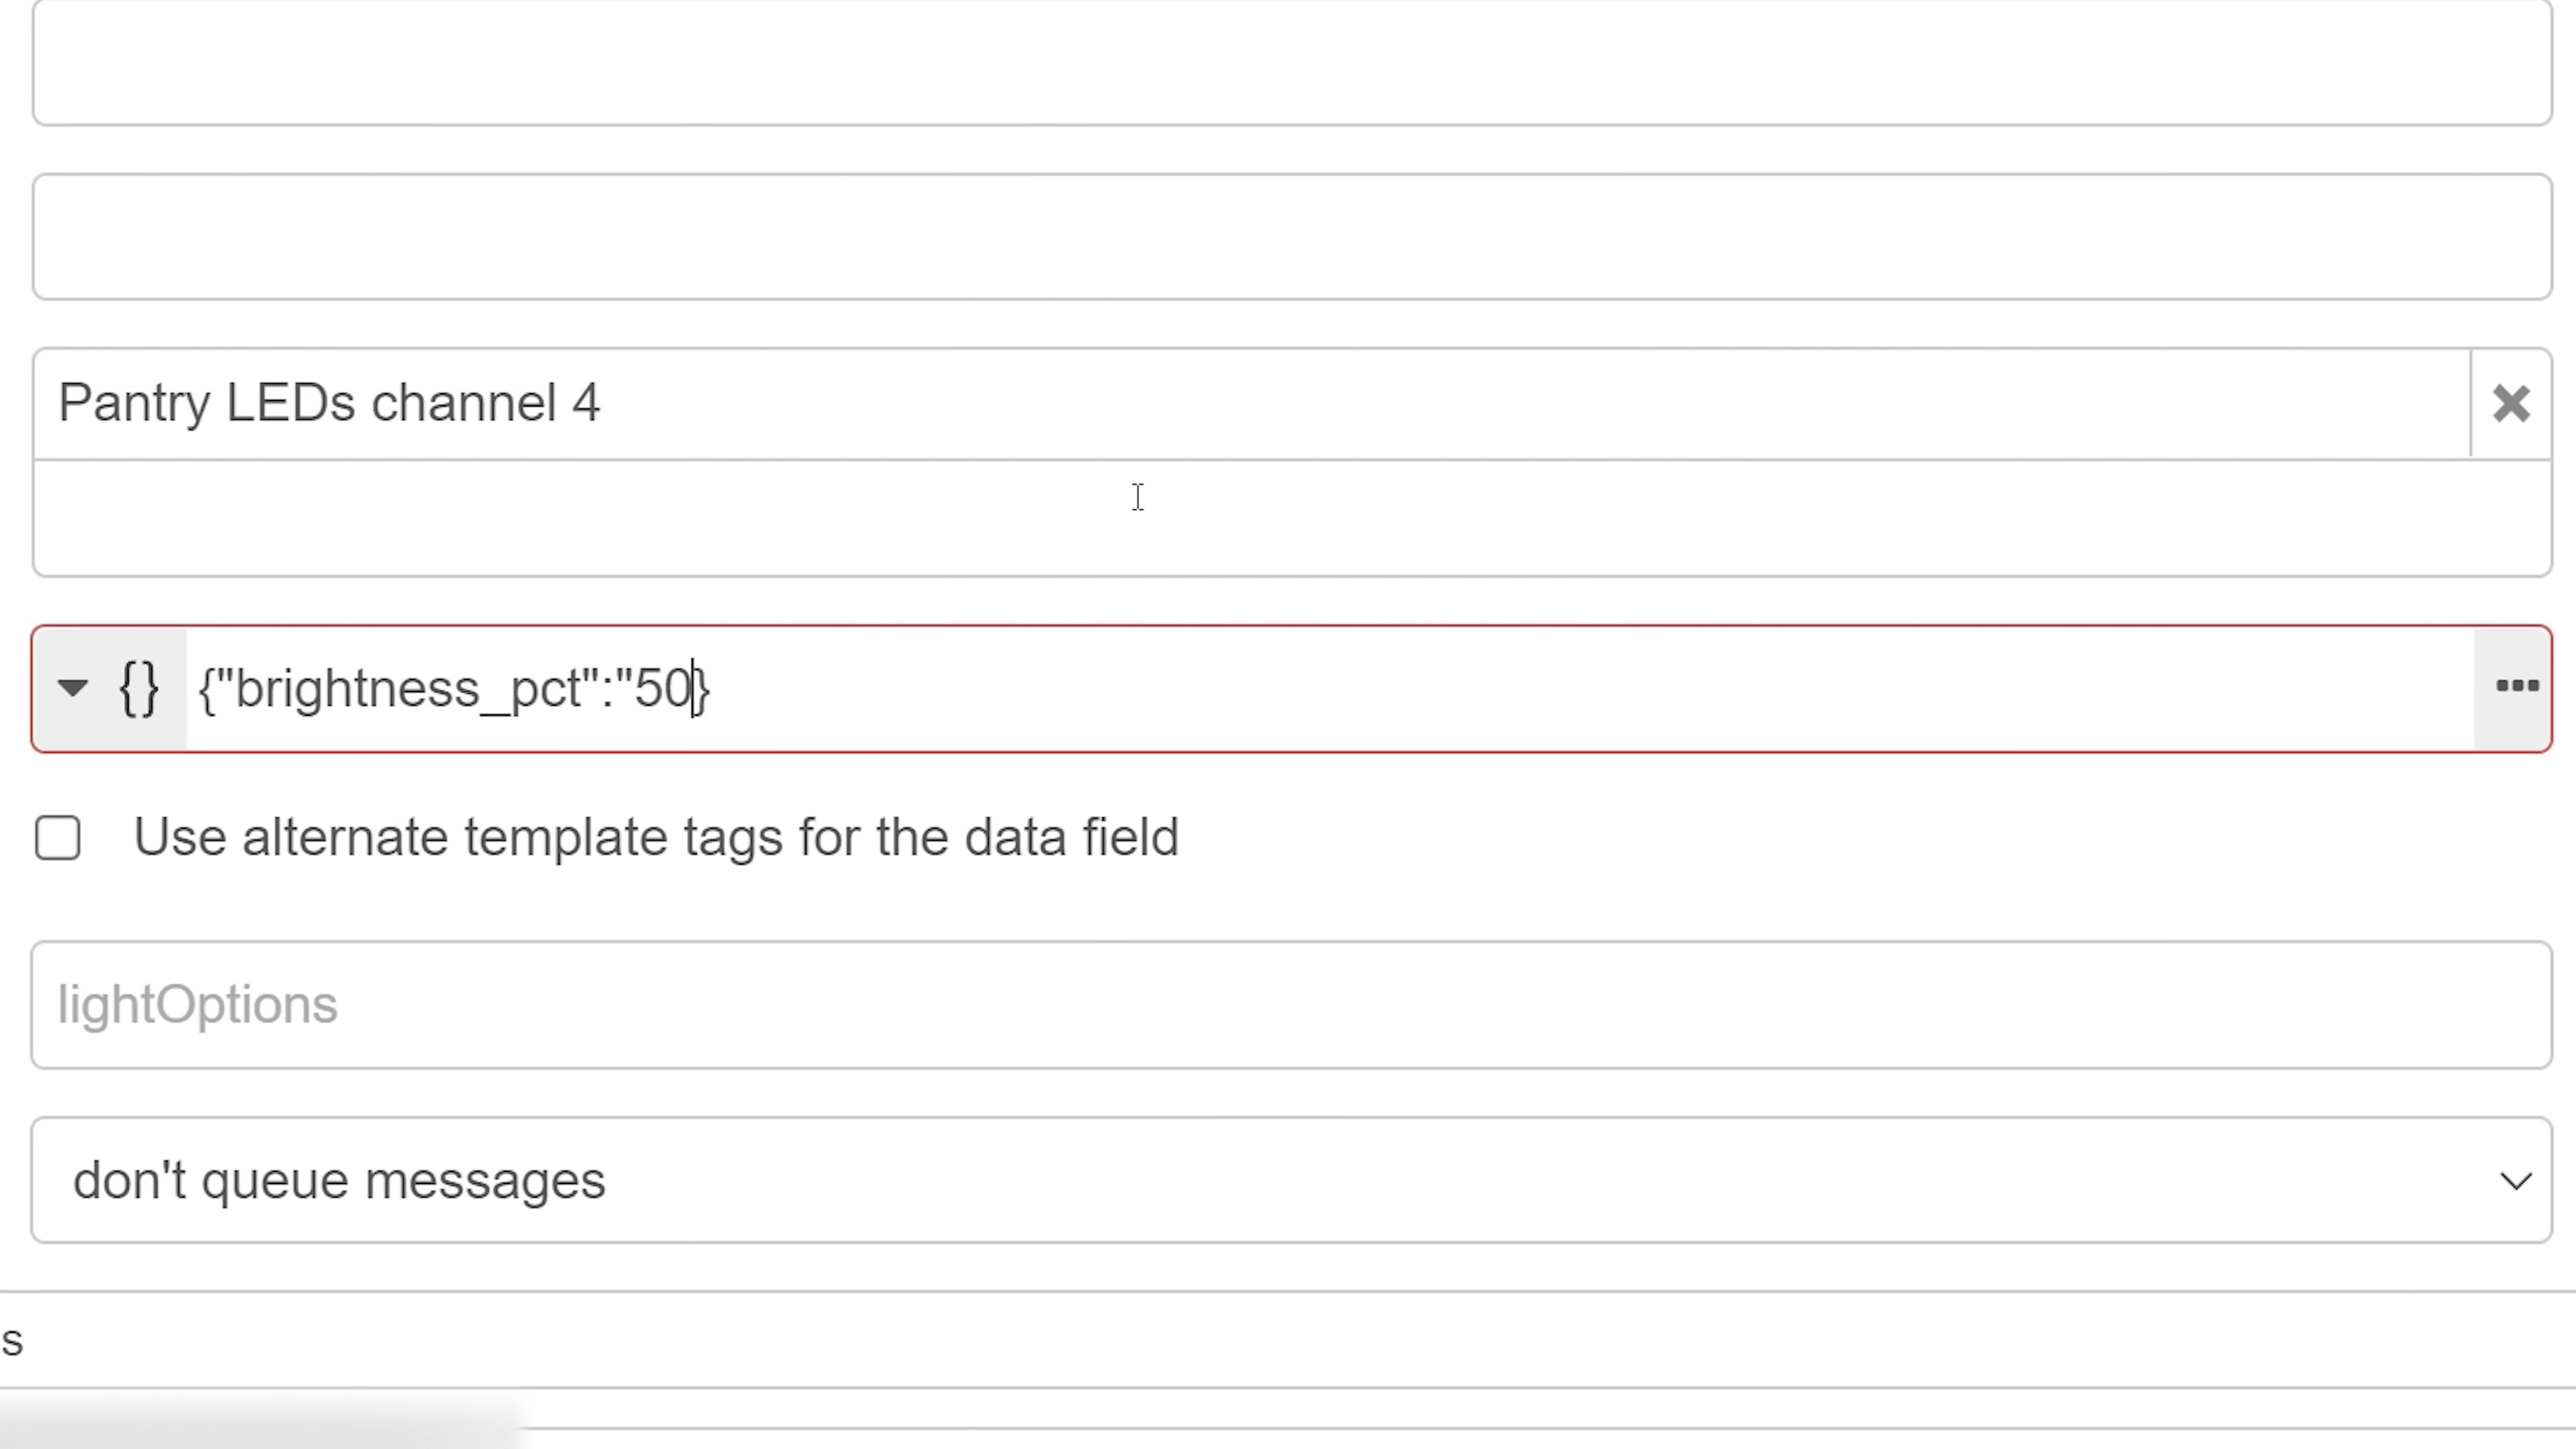 Pantry LEDs channel 4
{} {"brightness_pct":"50}
Use alternate template tags for the data field
lightOptions
don't queue messages
s